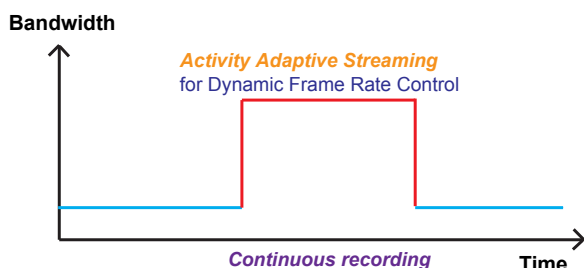 Bandwidth
Activity Adaptive Streaming
for Dynamic Frame Rate Control
Continuous recording
Time